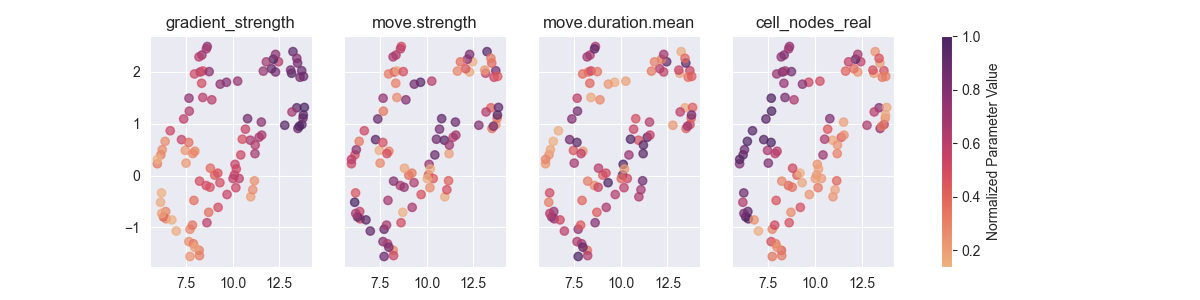 gradient_strength
move.strength
move.duration.mean
cell_nodes_real
2
1
0
−1
7.5 10.0 12.5
7.5 10.0 12.5
7.5 10.0 12.5
7.5 10.0 12.5
1.0
0.8
0.6
0.4
0.2
Normalized Parameter Value